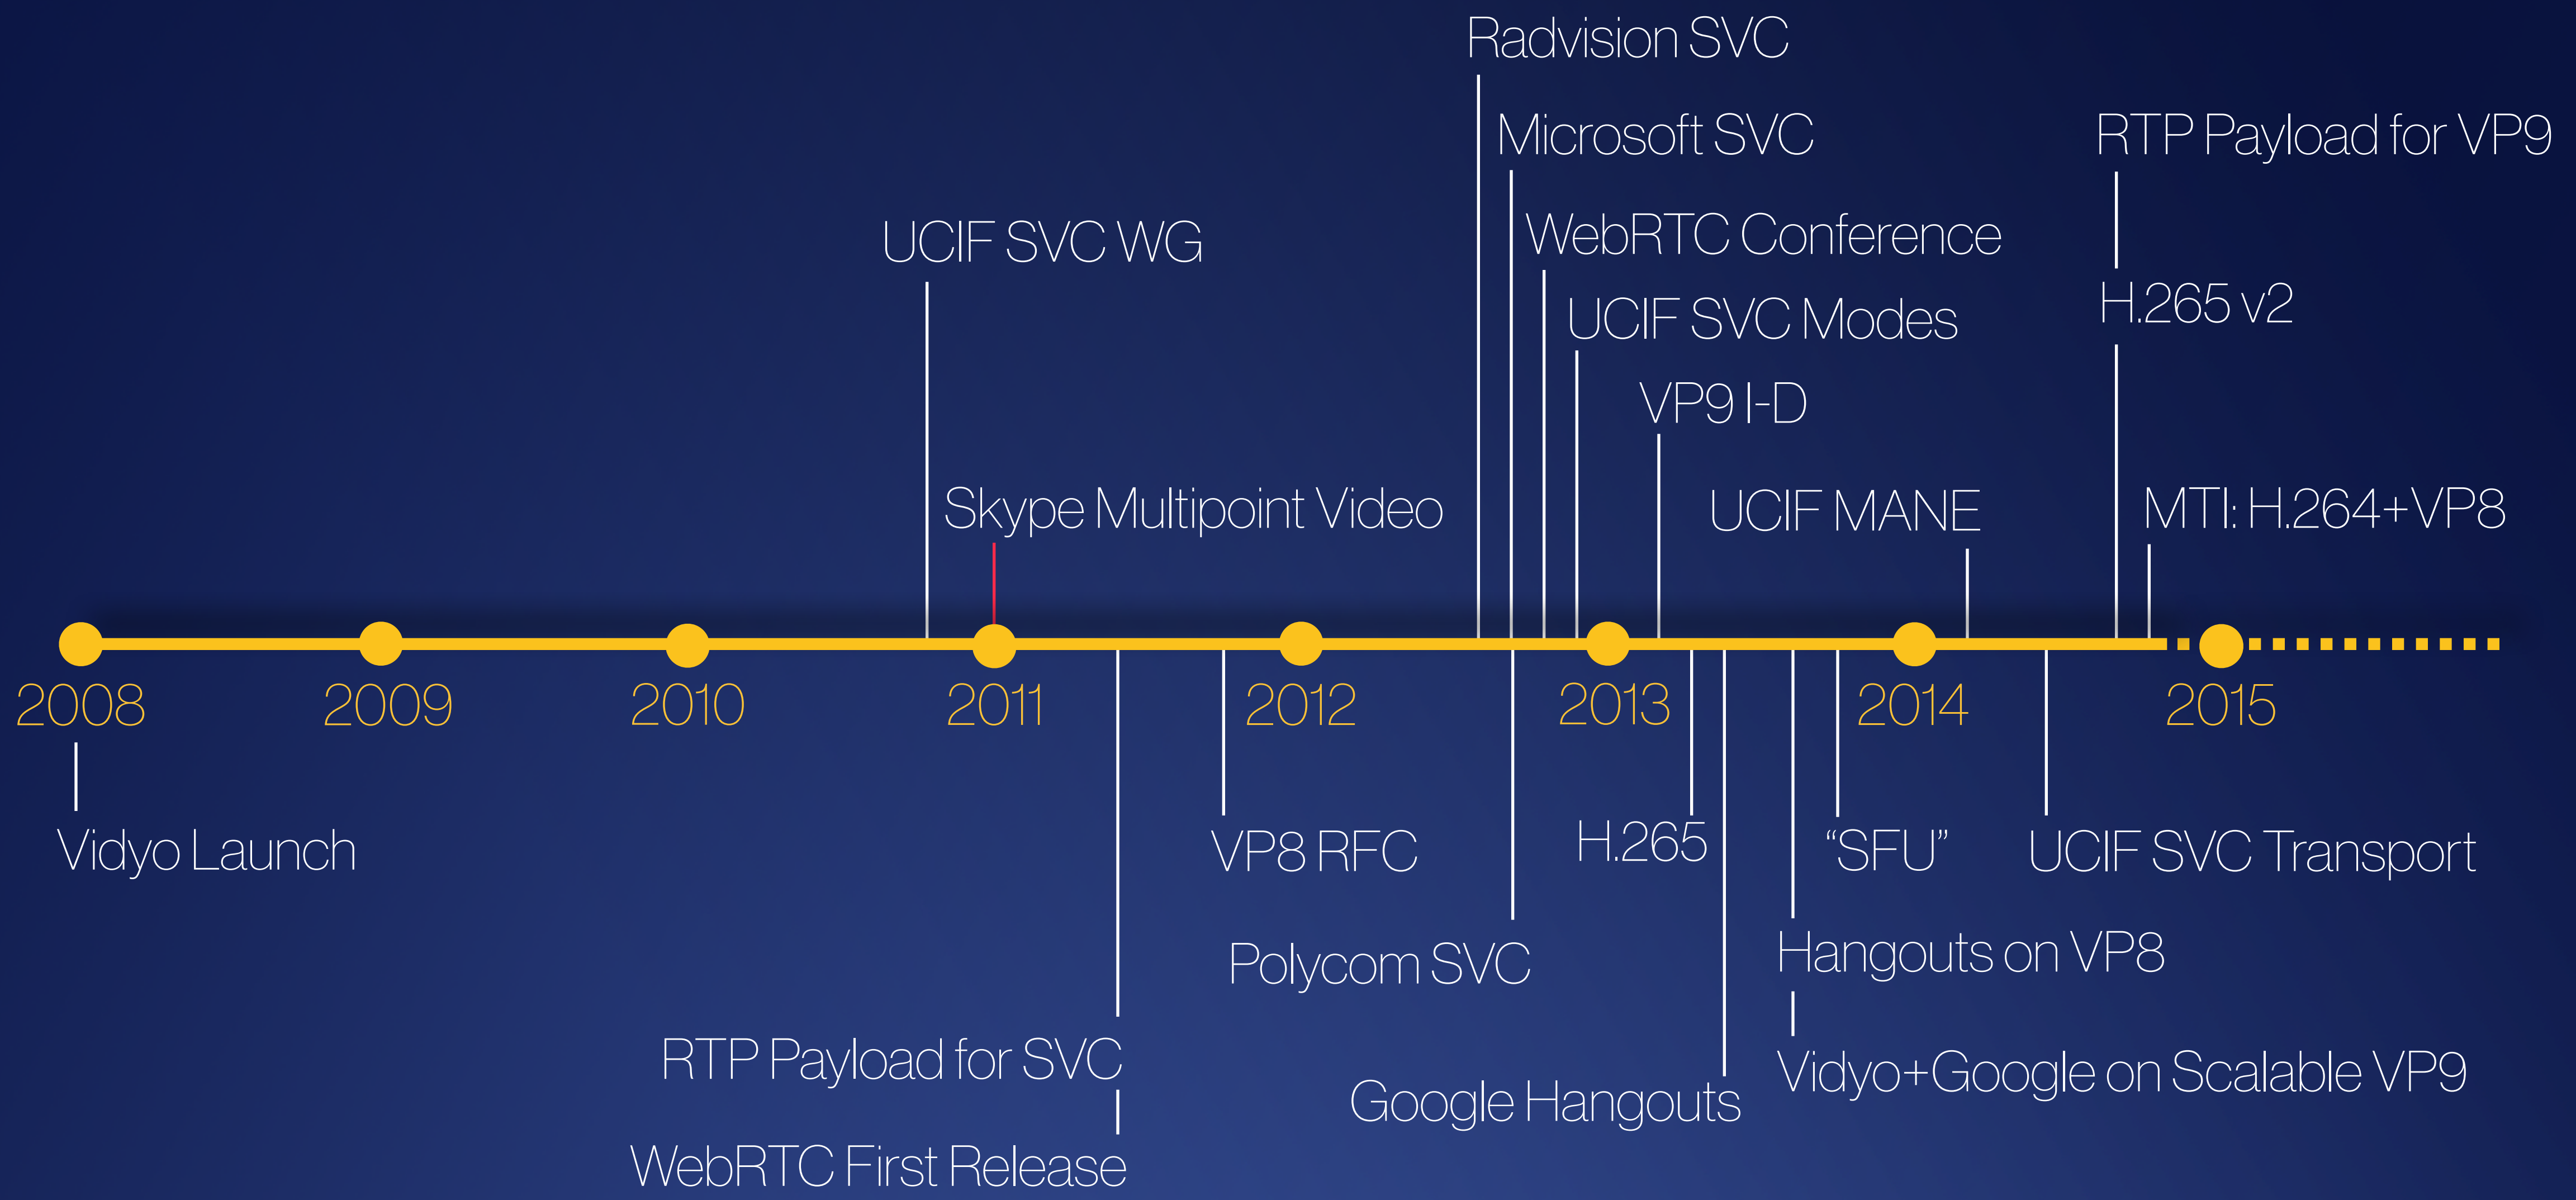 Radvision SVC
Microsoft SVC
RTP Payload for VP9
UCIF SVC WG
WebRTC Conference
H.265 v2
UCIF SVC Modes
VP9 I-D
Skype Multipoint Video
UCIF MANE
MTI: H.264+VP8
2008
2009
2010
2011
2012
2013
2014
2015
Vidyo Launch
VP8 RFC
H.265
“SFU”
UCIF SVC Transport
Polycom SVC
Hangouts on VP8
RTP Payload for SVC
Google Hangouts
Vidyo+Google on Scalable VP9
WebRTC First Release